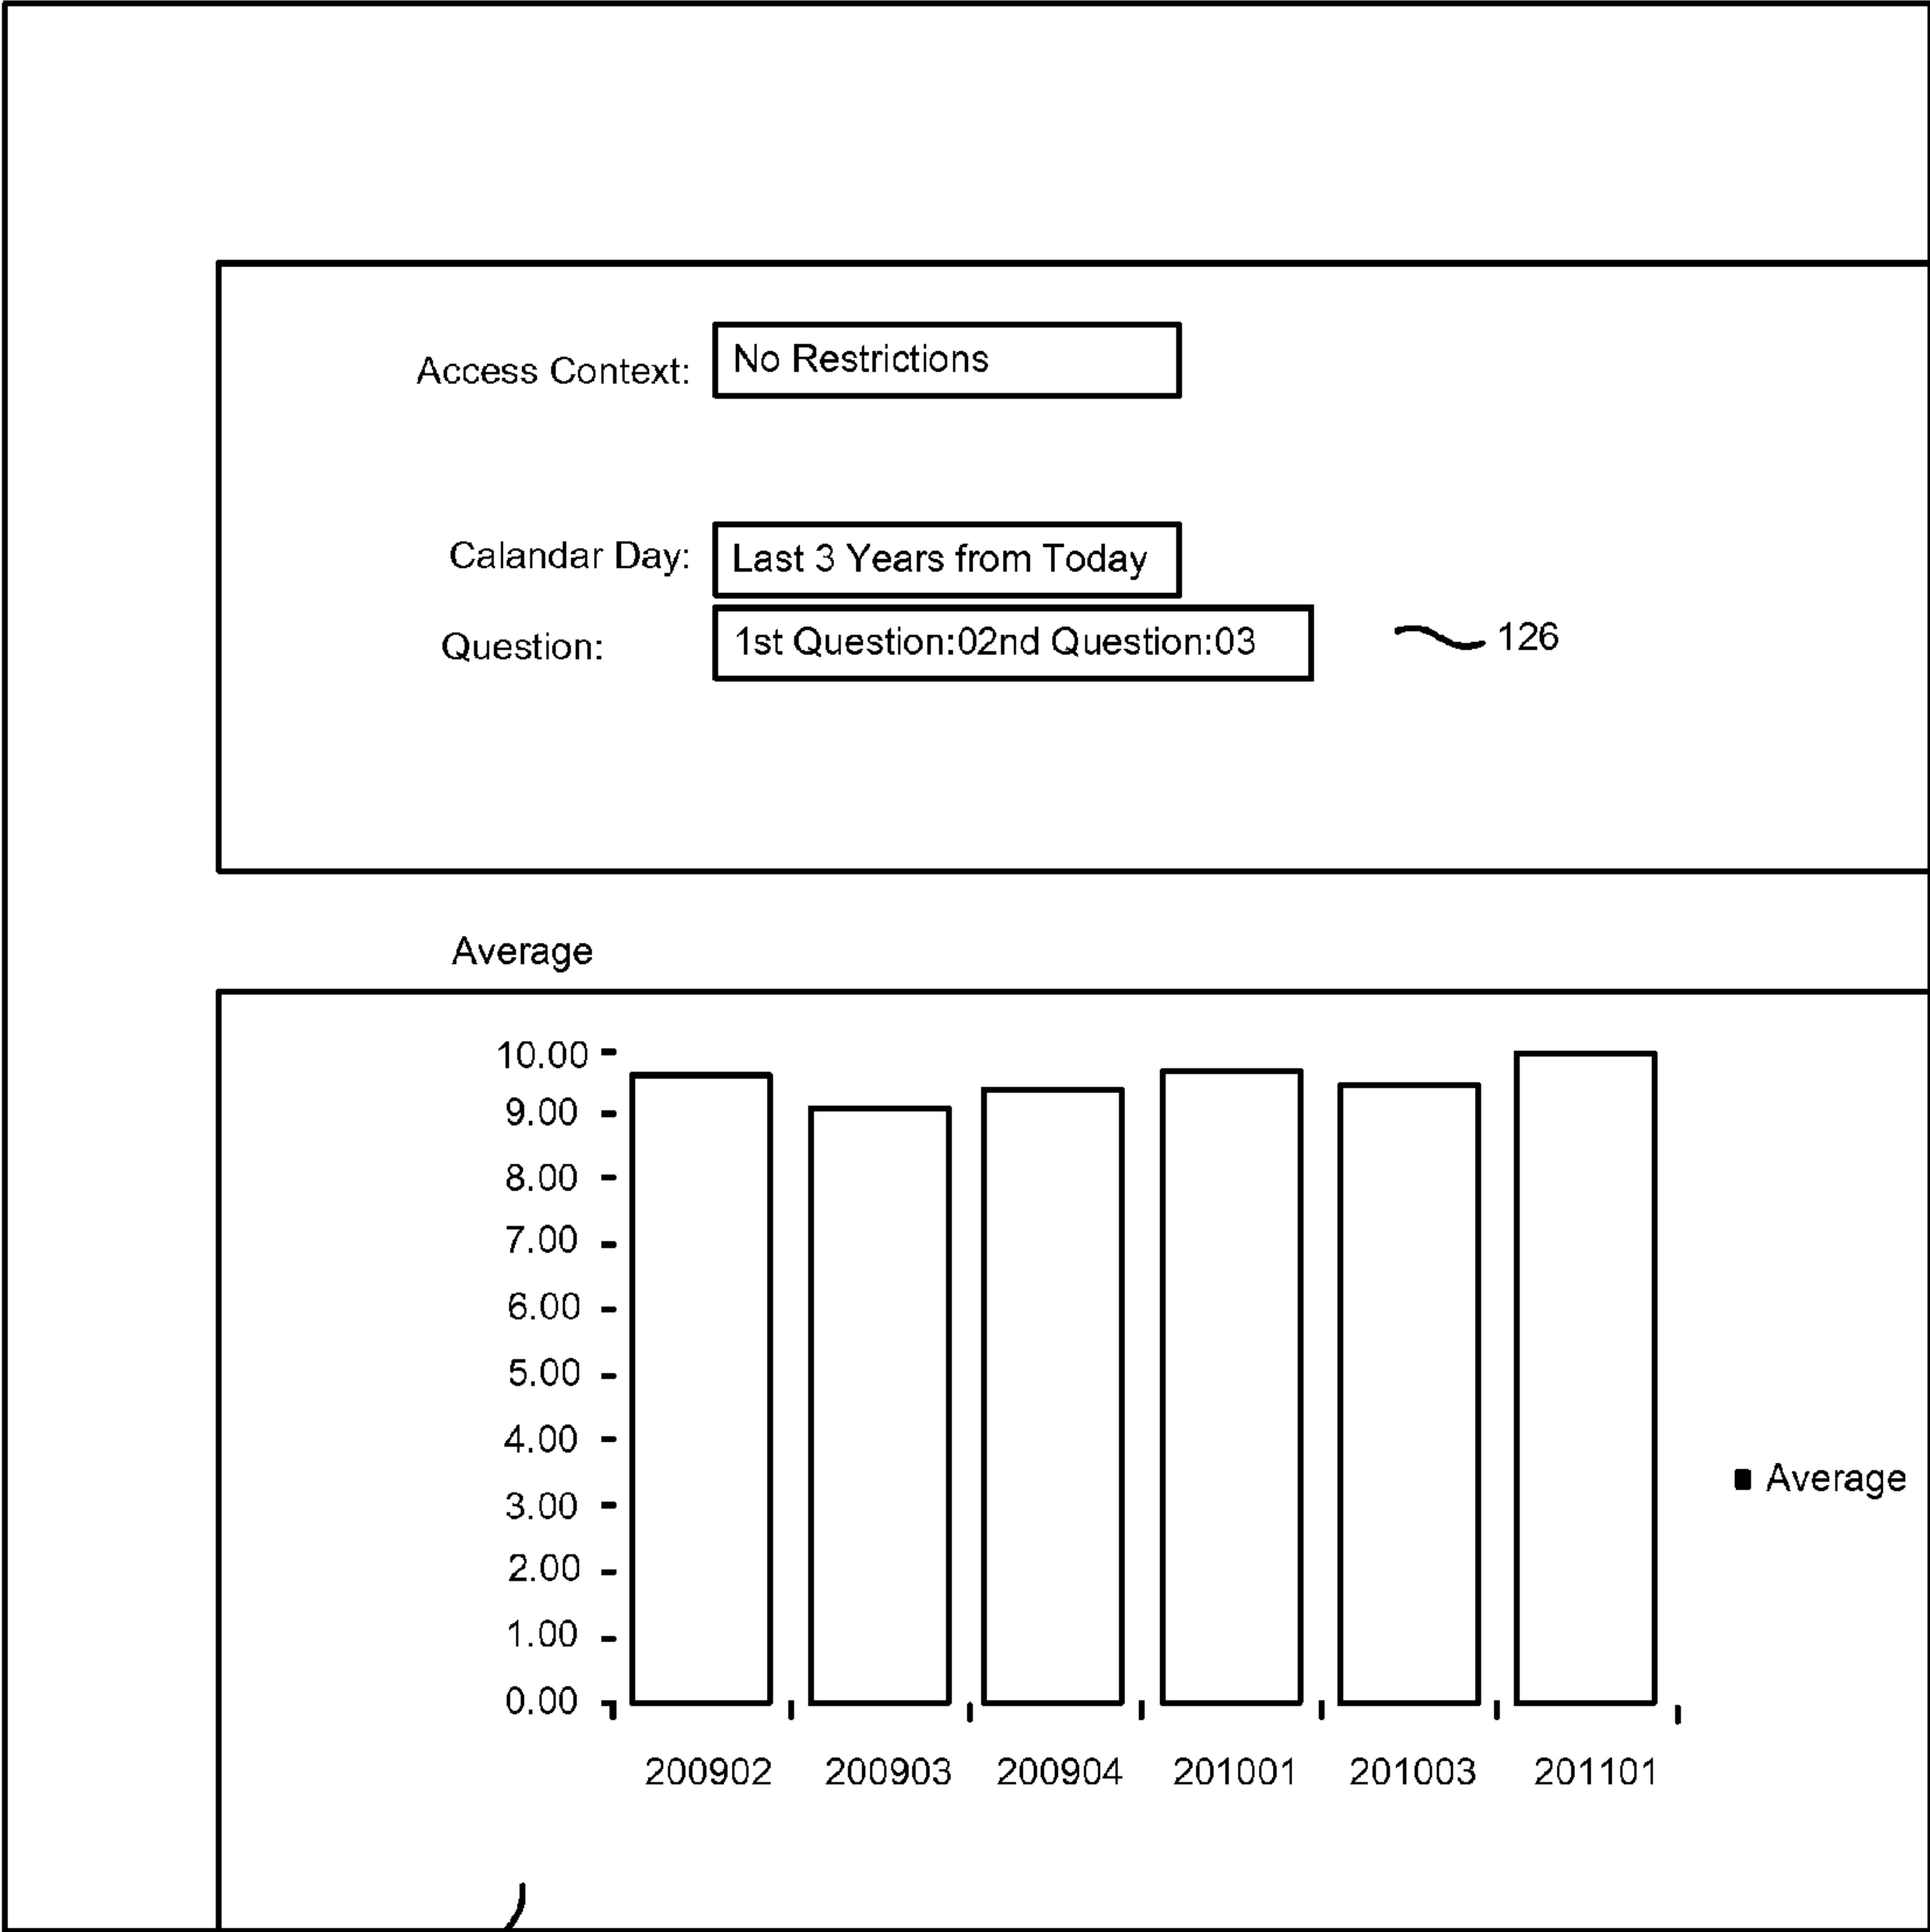 Access Context: No Restrictions
Calandar Day: Last 3 Years from Today
Question: 1st Question:02nd Question:03 126
Average
10.00
9.00
8.00
7.00
6.00
5.00
4.00
3.00
2.00
1.00
0.00
Average
200902 200903 200904 201001 201003 201101